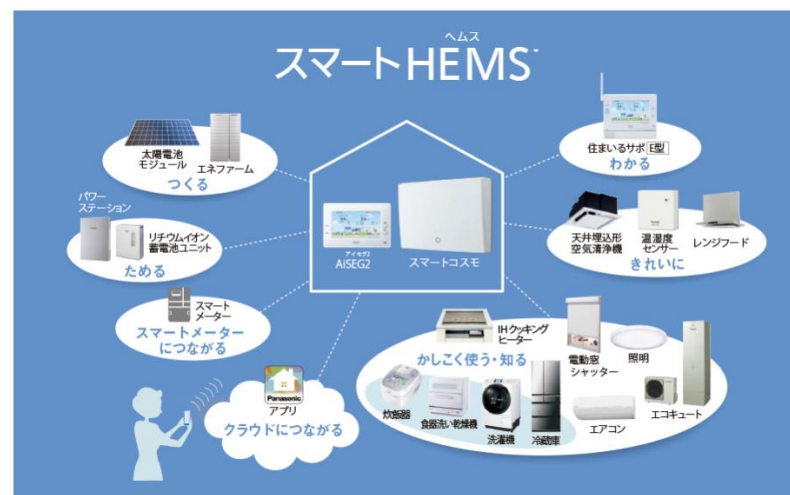 ヘムス
スマートHEMS
太陽電池
モジュール
エネファーム
つくる
パワー
ステーション
リチウムイオン
蓄電池ユニット
ためる
スマート
メーター
スマートメーター
につながる
Panasonic
アプリ
クラウドにつながる
アイセグ2
AiSEG2
スマートコスモ
住まいるサポ E型
わかる
天井埋込形
空気清浄機
温湿度
センサー
レンジフード
きれいに
IHクッキング
ヒーター
かしこく使う・知る
電動窓
シャッター
照明
炊飯器
食器洗い乾燥機
洗濯機
冷蔵庫
エアコン
エコキュート